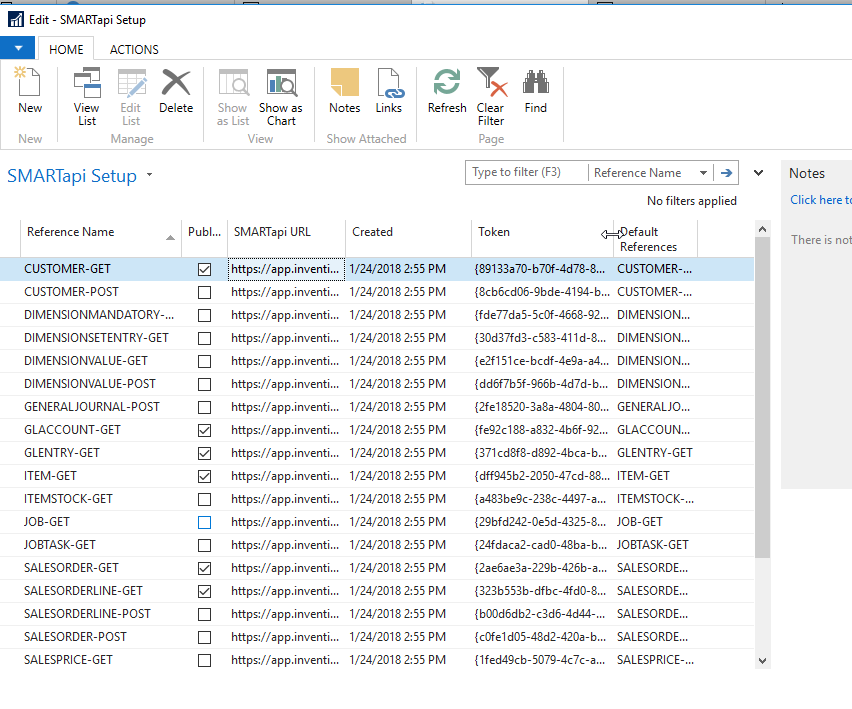 Edit - SMARTapi Setup
HOME ACTIONS
New View List Edit List Delete Show as List Show as Chart Notes Links Refresh Clear Filter Find
New Manage View Show Attached Page
SMARTapi Setup Type to filter (F3) Reference Name Notes
No filters applied Click here to
There is not
Reference Name Publ... SMARTapi URL Created Token Default References
CUSTOMER-GET https://app.inventi... 1/24/2018 2:55 PM {89133a70-b70f-4d78-8... CUSTOMER-...
CUSTOMER-POST https://app.inventi... 1/24/2018 2:55 PM {8cb6cd06-9bde-4194-b... CUSTOMER-...
DIMENSIONMANDATORY-... https://app.inventi... 1/24/2018 2:55 PM {fde77da5-5c0f-4668-92... DIMENSION...
DIMENSIONSETENTRY-GET https://app.inventi... 1/24/2018 2:55 PM {30d37fd3-c583-411d-8... DIMENSION...
DIMENSIONVALUE-GET https://app.inventi... 1/24/2018 2:55 PM {e2f151ce-bcdf-4e9a-a4... DIMENSION...
DIMENSIONVALUE-POST https://app.inventi... 1/24/2018 2:55 PM {dd6f7b5f-966b-4d7d-b... DIMENSION...
GENERALJOURNAL-POST https://app.inventi... 1/24/2018 2:55 PM {2fe18520-3a8a-4804-80... GENERALJO...
GLACCOUNT-GET https://app.inventi... 1/24/2018 2:55 PM {fe92c188-a832-4b6f-92... GLACCOUN...
GLENTRY-GET https://app.inventi... 1/24/2018 2:55 PM {371cd8f8-d892-4bca-b... GLENTRY-GET
ITEM-GET https://app.inventi... 1/24/2018 2:55 PM {dff945b2-2050-47cd-88... ITEM-GET
ITEMSTOCK-GET https://app.inventi... 1/24/2018 2:55 PM {a483be9c-238c-4497-a... ITEMSTOCK-...
JOB-GET https://app.inventi... 1/24/2018 2:55 PM {29bfd242-0e5d-4325-8... JOB-GET
JOBTASK-GET https://app.inventi... 1/24/2018 2:55 PM {24fdaca2-cad0-48ba-b... JOBTASK-GET
SALESORDER-GET https://app.inventi... 1/24/2018 2:55 PM {2ae6ae3a-229b-426b-a... SALESORDE...
SALESORDERLINE-GET https://app.inventi... 1/24/2018 2:55 PM {323b553b-dfbc-4fd0-8... SALESORDE...
SALESORDERLINE-POST https://app.inventi... 1/24/2018 2:55 PM {b00d6db2-c3d6-4d44-... SALESORDE...
SALESORDER-POST https://app.inventi... 1/24/2018 2:55 PM {c0fe1d05-48d2-420a-b... SALESORDE...
SALESPRICE-GET https://app.inventi... 1/24/2018 2:55 PM {1fed49cb-5079-4c7c-a... SALESPRICE-...